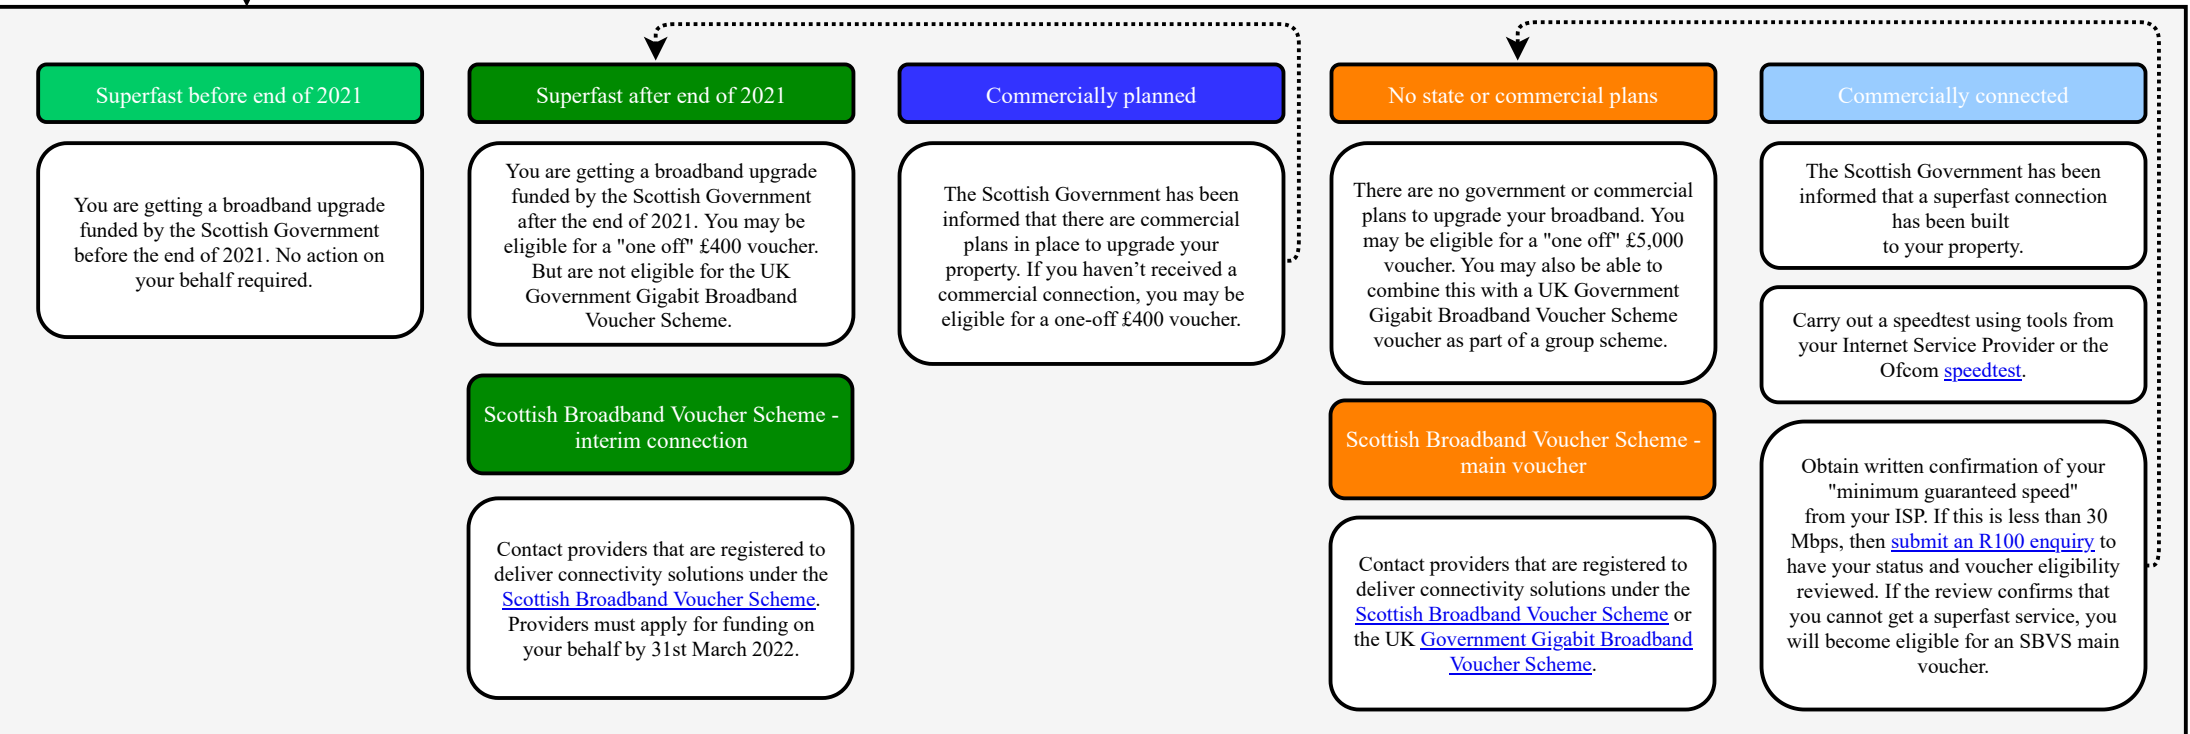 Superfast before end of 2021
You are getting a broadband upgrade
funded by the Scottish Government
before the end of 2021. No action on
your behalf required.
Superfast after end of 2021
You are getting a broadband upgrade
funded by the Scottish Government
after the end of 2021. You may be
eligible for a "one off" £400 voucher.
But are not eligible for the UK
Government Gigabit Broadband
Voucher Scheme.
Scottish Broadband Voucher Scheme -
interim connection
Contact providers that are registered to
deliver connectivity solutions under the
Scottish Broadband Voucher Scheme.
Providers must apply for funding on
your behalf by 31st March 2022.
Commercially planned
The Scottish Government has been
informed that there are commercial
plans in place to upgrade your
property. If you haven’t received a
commercial connection, you may be
eligible for a one-off £400 voucher.
No state or commercial plans
There are no government or commercial
plans to upgrade your broadband. You
may be eligible for a "one off" £5,000
voucher. You may also be able to
combine this with a UK Government
Gigabit Broadband Voucher Scheme
voucher as part of a group scheme.
Scottish Broadband Voucher Scheme -
main voucher
Contact providers that are registered to
deliver connectivity solutions under the
Scottish Broadband Voucher Scheme or
the UK Government Gigabit Broadband
Voucher Scheme.
Commercially connected
The Scottish Government has been
informed that a superfast connection
has been built
to your property.
Carry out a speedtest using tools from
your Internet Service Provider or the
Ofcom speedtest.
Obtain written confirmation of your
"minimum guaranteed speed"
from your ISP. If this is less than 30
Mbps, then submit an R100 enquiry to
have your status and voucher eligibility
reviewed. If the review confirms that
you cannot get a superfast service, you
will become eligible for an SBVS main
voucher.